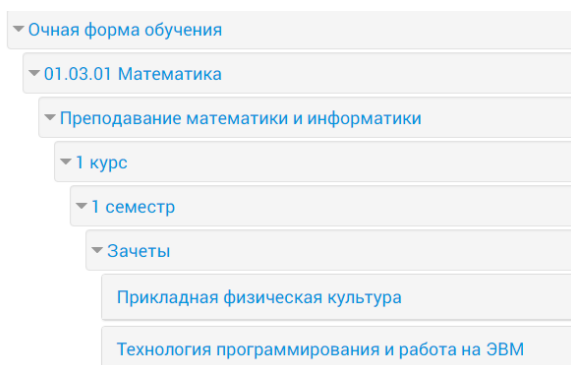 Очная форма обучения
01.03.01 Математика
Преподавание математики и информатики
1 курс
1 семестр
Зачеты
Прикладная физическая культура
Технология программирования и работа на ЭВМ